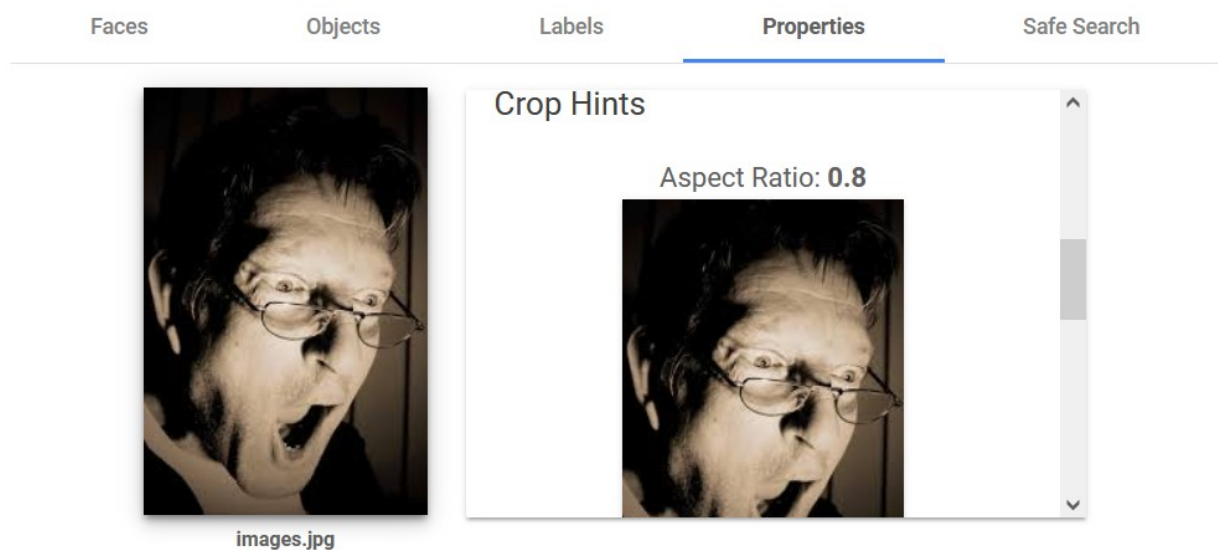 Faces Objects Labels Properties Safe Search
Crop Hints
Aspect Ratio: 0.8
images.jpg